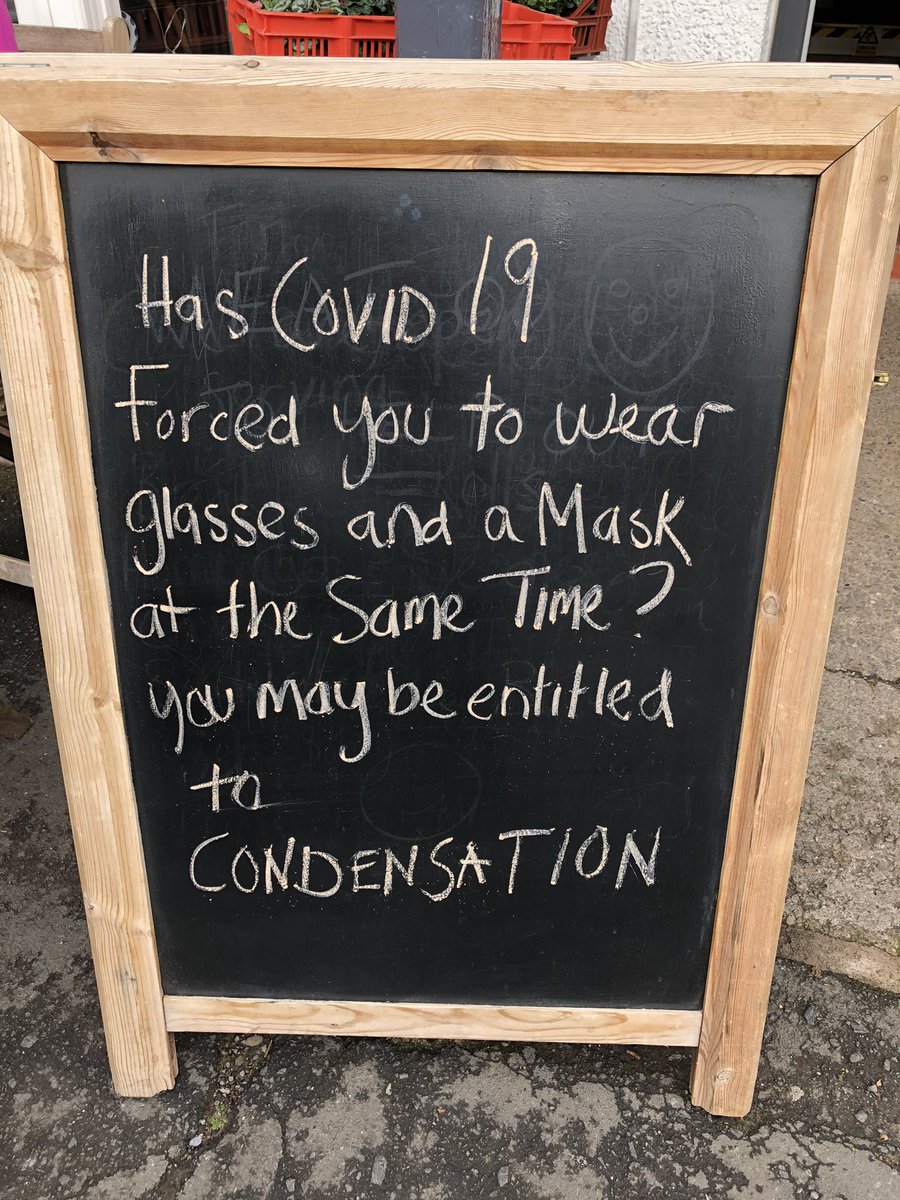 Has COVID 19
Forced you to wear
glasses and a Mask
at the Same Time?
you may be entitled
to
CONDENSATION